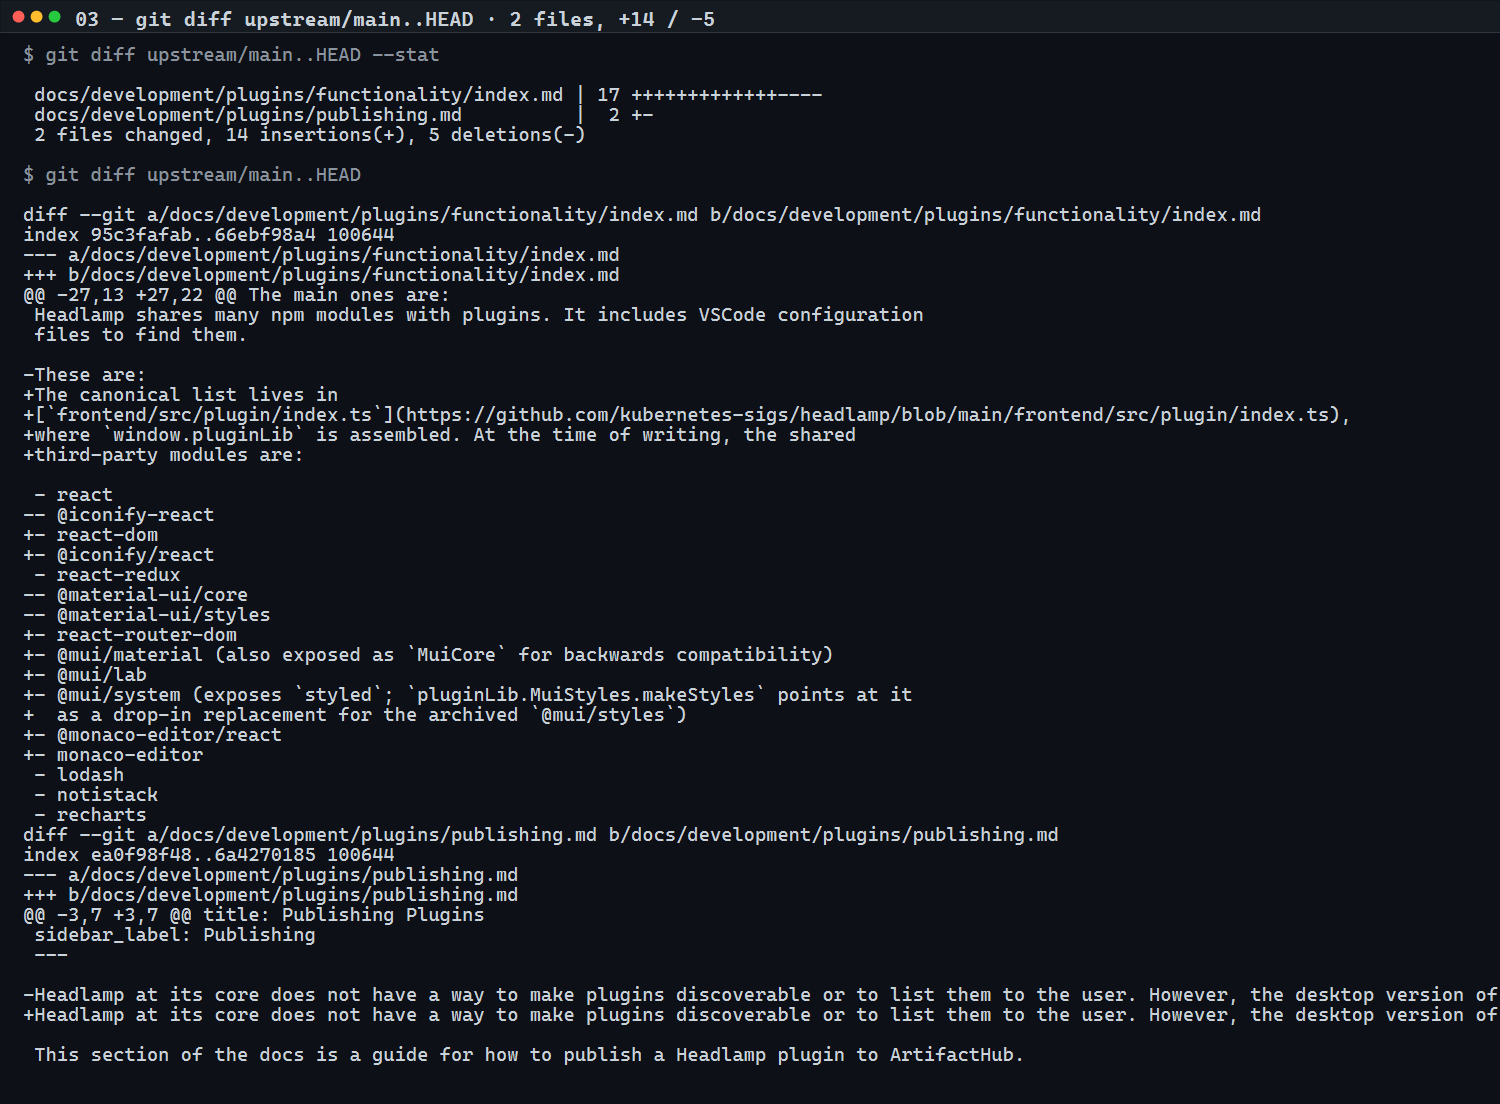 03 — git diff upstream/main..HEAD · 2 files, +14 / −5
$ git diff upstream/main..HEAD --stat
docs/development/plugins/functionality/index.md | 17 +++++++++++++----
docs/development/plugins/publishing.md          |  2 +-
2 files changed, 14 insertions(+), 5 deletions(-)
$ git diff upstream/main..HEAD
diff --git a/docs/development/plugins/functionality/index.md b/docs/development/plugins/functionality/index.md
index 95c3fafab..66ebf98a4 100644
--- a/docs/development/plugins/functionality/index.md
+++ b/docs/development/plugins/functionality/index.md
@@ -27,13 +27,22 @@ The main ones are:
 Headlamp shares many npm modules with plugins. It includes VSCode configuration
 files to find them.
-These are:
+The canonical list lives in
+[`frontend/src/plugin/index.ts`](https://github.com/kubernetes-sigs/headlamp/blob/main/frontend/src/plugin/index.ts),
+where `window.pluginLib` is assembled. At the time of writing, the shared
+third-party modules are:
 - react
-- @iconify-react
+- react-dom
+- @iconify/react
 - react-redux
-- @material-ui/core
-- @material-ui/styles
+- react-router-dom
+- @mui/material (also exposed as `MuiCore` for backwards compatibility)
+- @mui/lab
+- @mui/system (exposes `styled`; `pluginLib.MuiStyles.makeStyles` points at it
+  as a drop-in replacement for the archived `@mui/styles`)
+- @monaco-editor/react
+- monaco-editor
 - lodash
 - notistack
 - recharts
diff --git a/docs/development/plugins/publishing.md b/docs/development/plugins/publishing.md
index ea0f98f48..6a4270185 100644
--- a/docs/development/plugins/publishing.md
+++ b/docs/development/plugins/publishing.md
@@ -3,7 +3,7 @@ title: Publishing Plugins
 sidebar_label: Publishing
 ---
-Headlamp at its core does not have a way to make plugins discoverable or to list them to the user. However, the desktop version of
+Headlamp at its core does not have a way to make plugins discoverable or to list them to the user. However, the desktop version of
 This section of the docs is a guide for how to publish a Headlamp plugin to ArtifactHub.